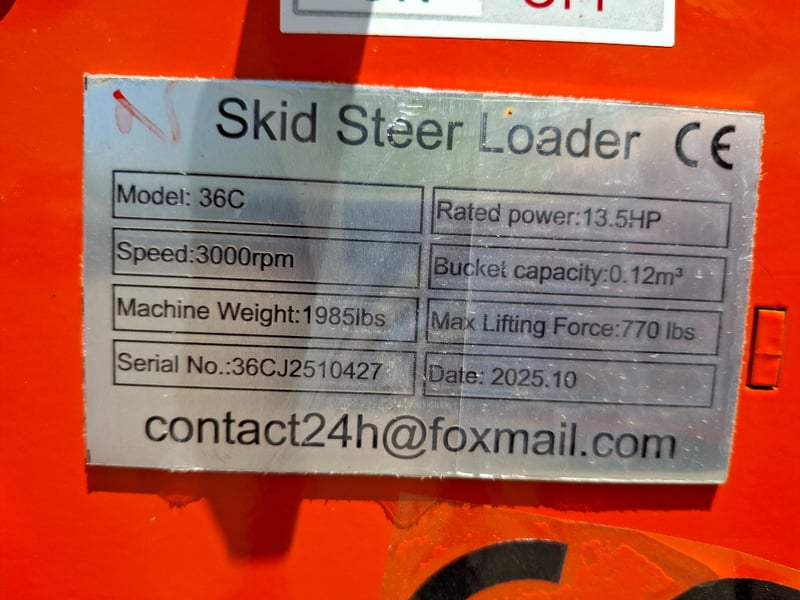 Skid Steer Loader CE
Model: 36C
Rated power:13.5HP
Speed:3000rpm
Bucket capacity:0.12m³
Machine Weight:1985lbs
Max Lifting Force:770 lbs
Serial No.:36CJ2510427
Date: 2025.10
contact24h@foxmail.com